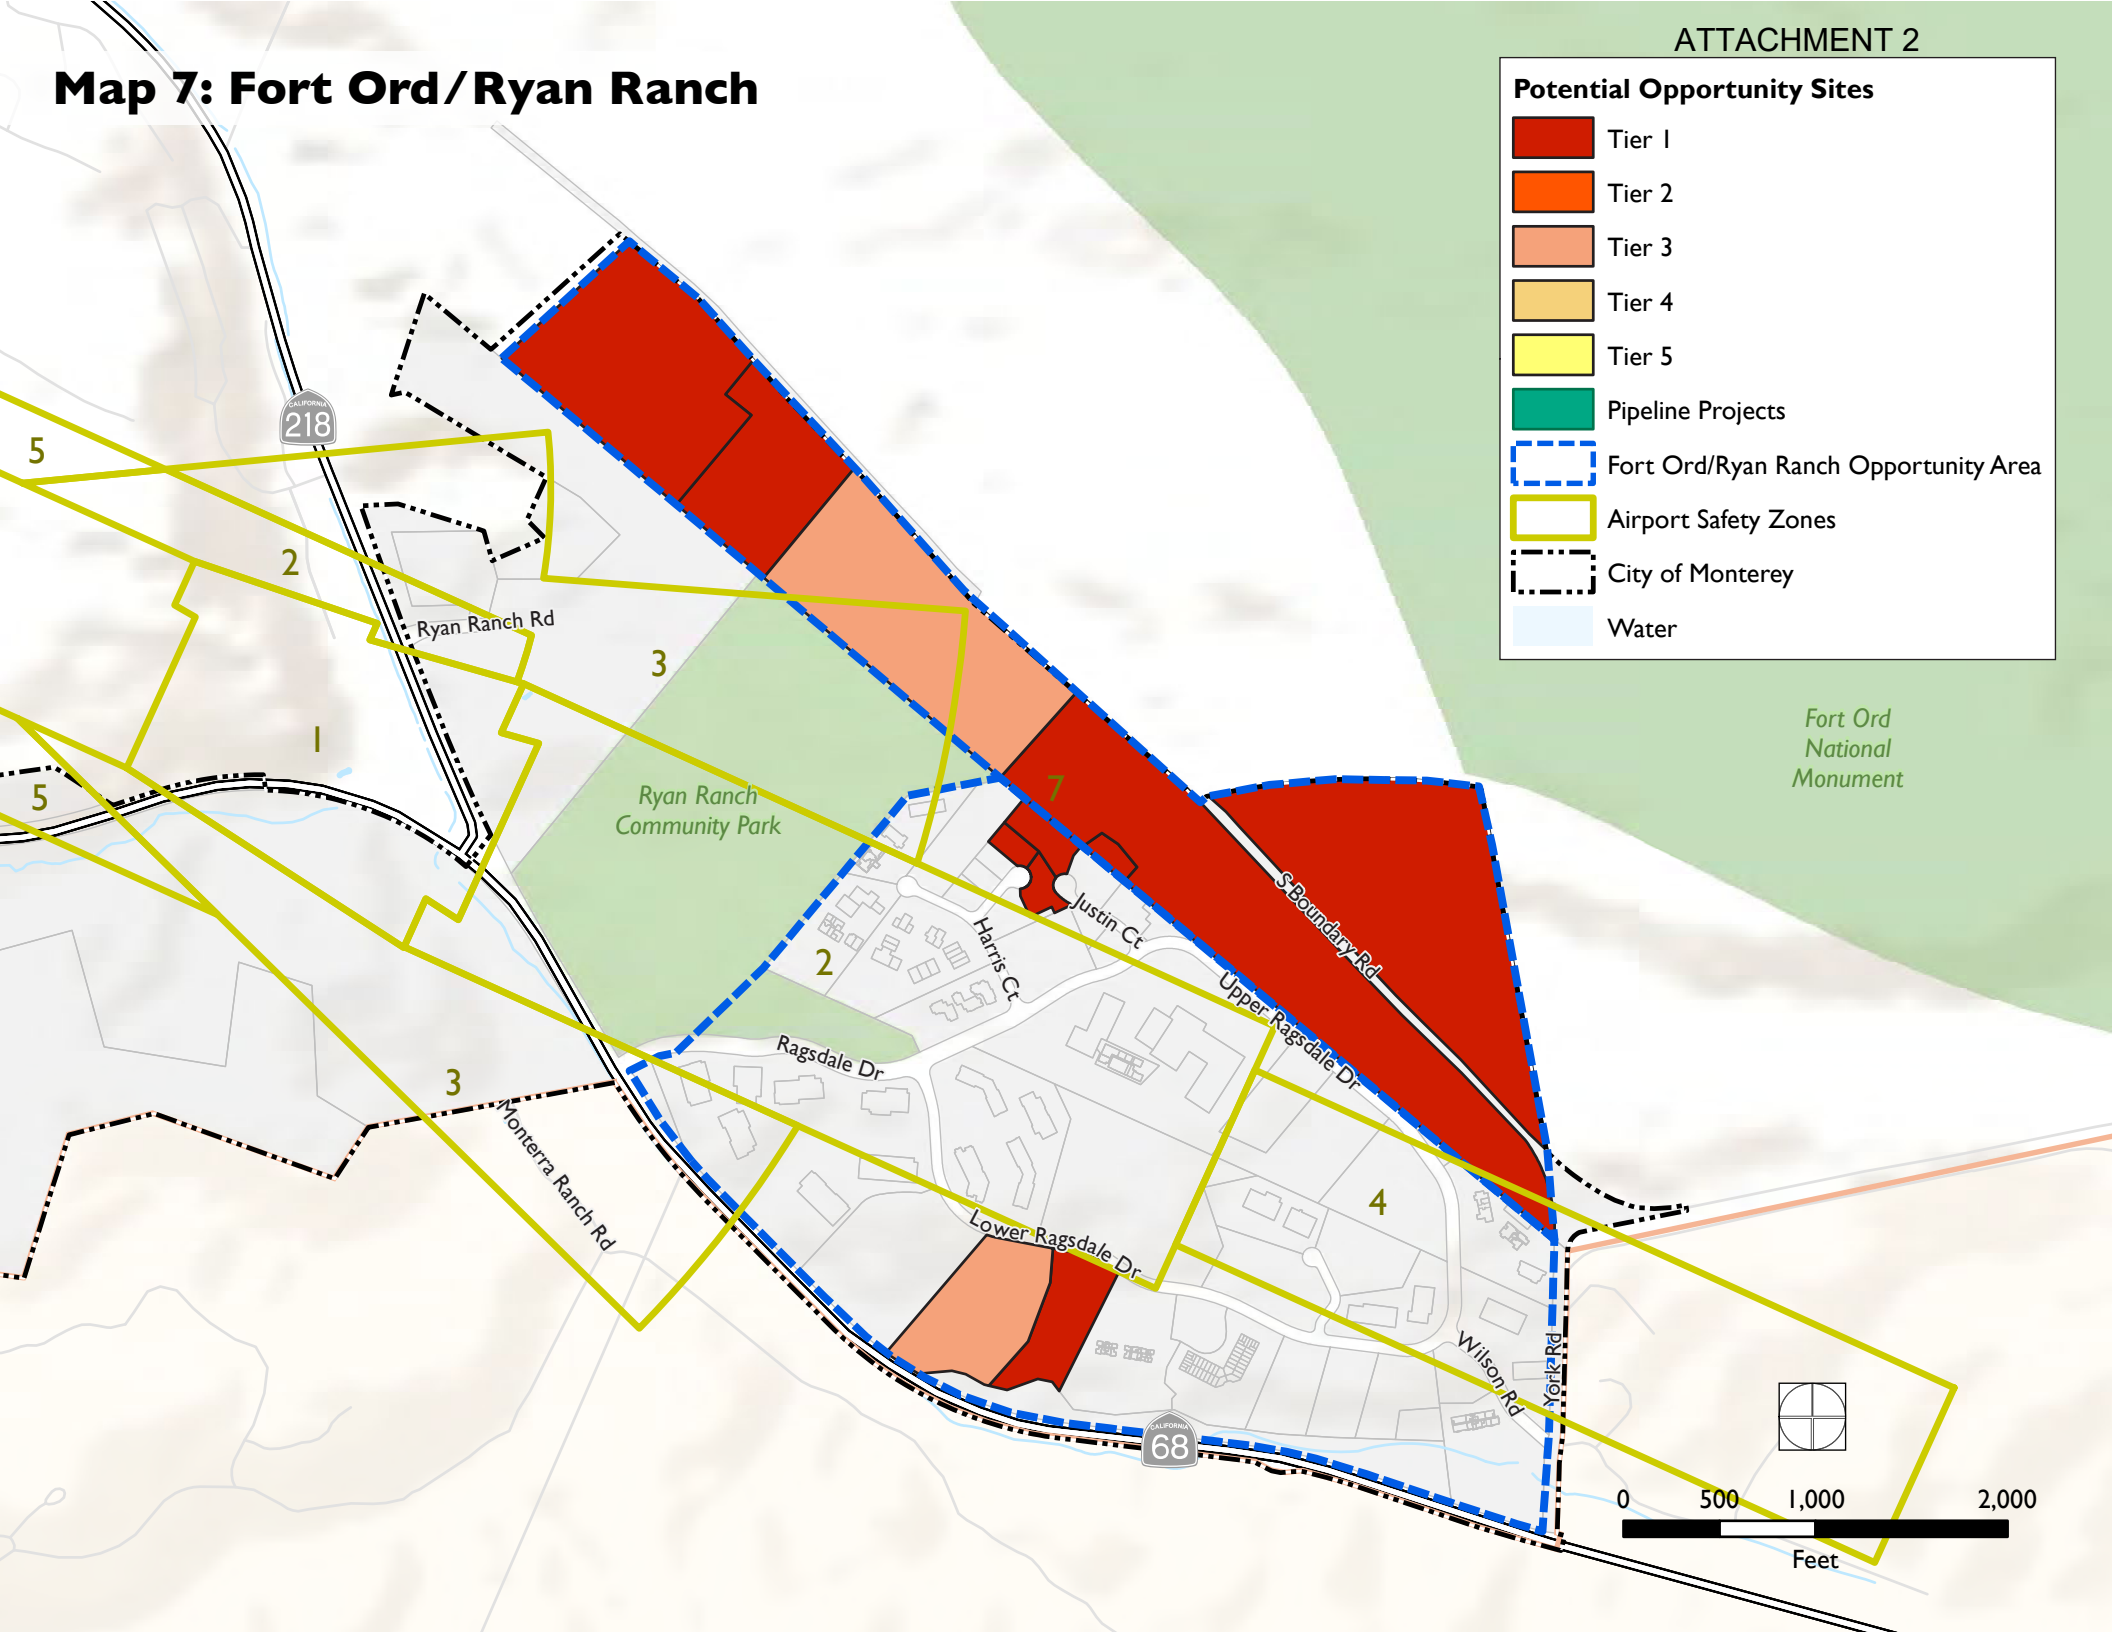 ATTACHMENT 2
Map 7: Fort Ord/Ryan Ranch
Potential Opportunity Sites
Tier 1
Tier 2
Tier 3
Tier 4
Tier 5
Pipeline Projects
Fort Ord/Ryan Ranch Opportunity Area
Airport Safety Zones
City of Monterey
Water
CALIFORNIA
218
5
2
Ryan Ranch Rd
3
1
5
Ryan Ranch
Community Park
7
Fort Ord
National
Monument
S Boundary Rd
Justin Ct
Harris Ct
2
Upper Ragsdale Dr
Ragsdale Dr
3
Monterra Ranch Rd
4
Lower Ragsdale Dr
Wilson Rd
York Rd
CALIFORNIA
68
0 500 1,000 2,000
Feet